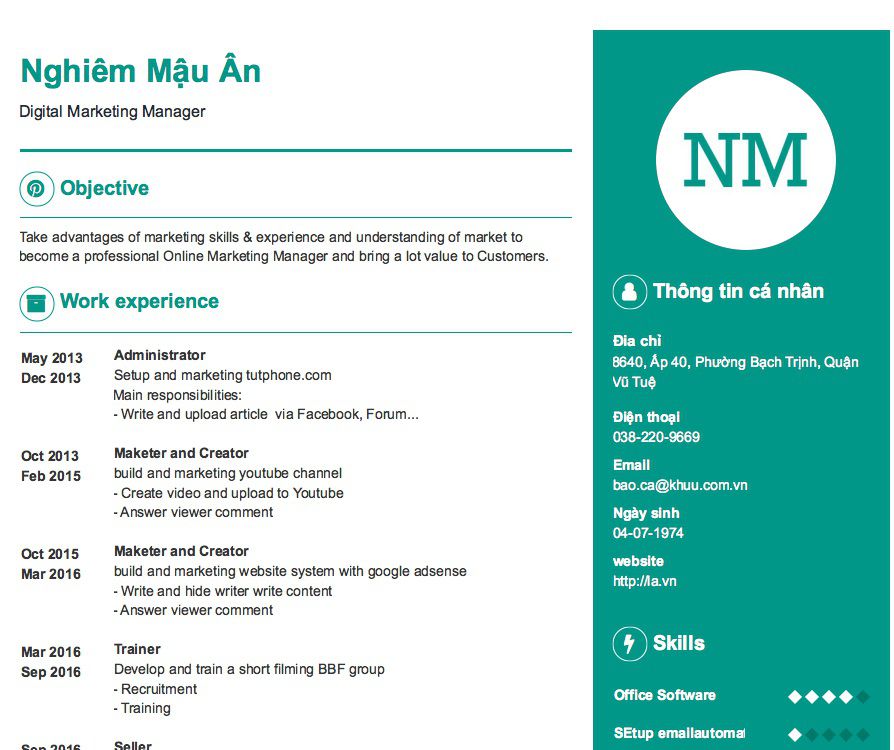 Nghiêm Mậu Ân
Digital Marketing Manager
Objective
Take advantages of marketing skills & experience and understanding of market to
become a professional Online Marketing Manager and bring a lot value to Customers.
Work experience
May 2013
Dec 2013
Administrator
Setup and marketing tutphone.com
Main responsibilities:
- Write and upload article via Facebook, Forum...
Oct 2013
Feb 2015
Maketer and Creator
build and marketing youtube channel
- Create video and upload to Youtube
- Answer viewer comment
Oct 2015
Mar 2016
Maketer and Creator
build and marketing website system with google adsense
- Write and hide writer write content
- Answer viewer comment
Mar 2016
Sep 2016
Trainer
Develop and train a short filming BBF group
- Recruitment
- Training
Sep 2016
Seller
NM
Thông tin cá nhân
Địa chỉ
8640, Ấp 40, Phường Bạch Trịnh, Quận
Vũ Tuệ
Điện thoại
038-220-9669
Email
bao.ca@khuu.com.vn
Ngày sinh
04-07-1974
website
http://la.vn
Skills
Office Software
SEtup emailautomat